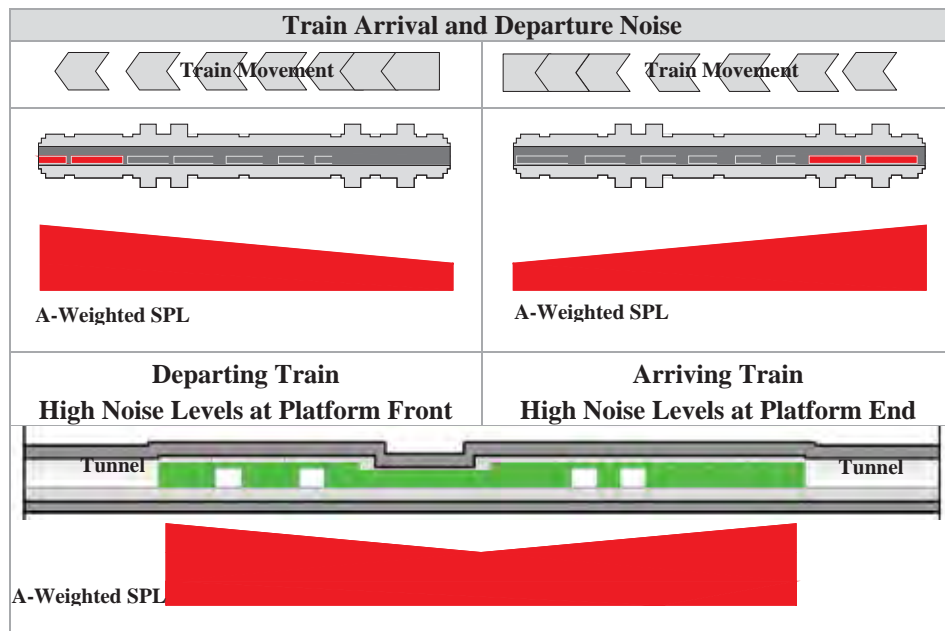 Train Arrival and Departure Noise
Train Movement
Train Movement
A-Weighted SPL
A-Weighted SPL
Departing Train
High Noise Levels at Platform Front
Arriving Train
High Noise Levels at Platform End
Tunnel
Tunnel
A-Weighted SPL